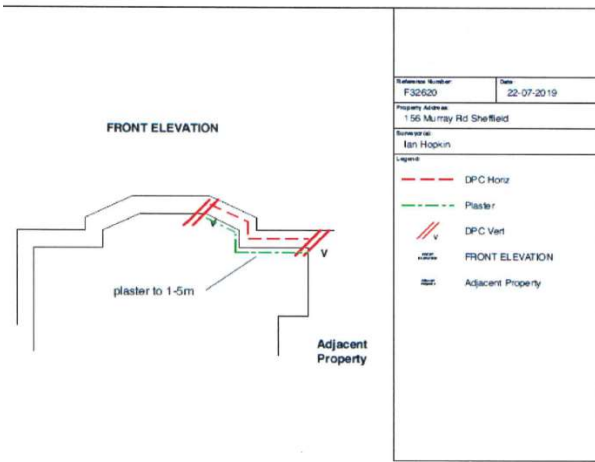 FRONT ELEVATION
V
V
plaster to 1-5m
Adjacent
Property
Reference Number:
F32620
Date:
22-07-2019
Property Address:
156 Murray Rd Sheffield
Surveyor(s):
Ian Hopkin
Legend:
DPC Horiz
Plaster
V
DPC Vert
FRONT ELEVATION
Adjacent Property